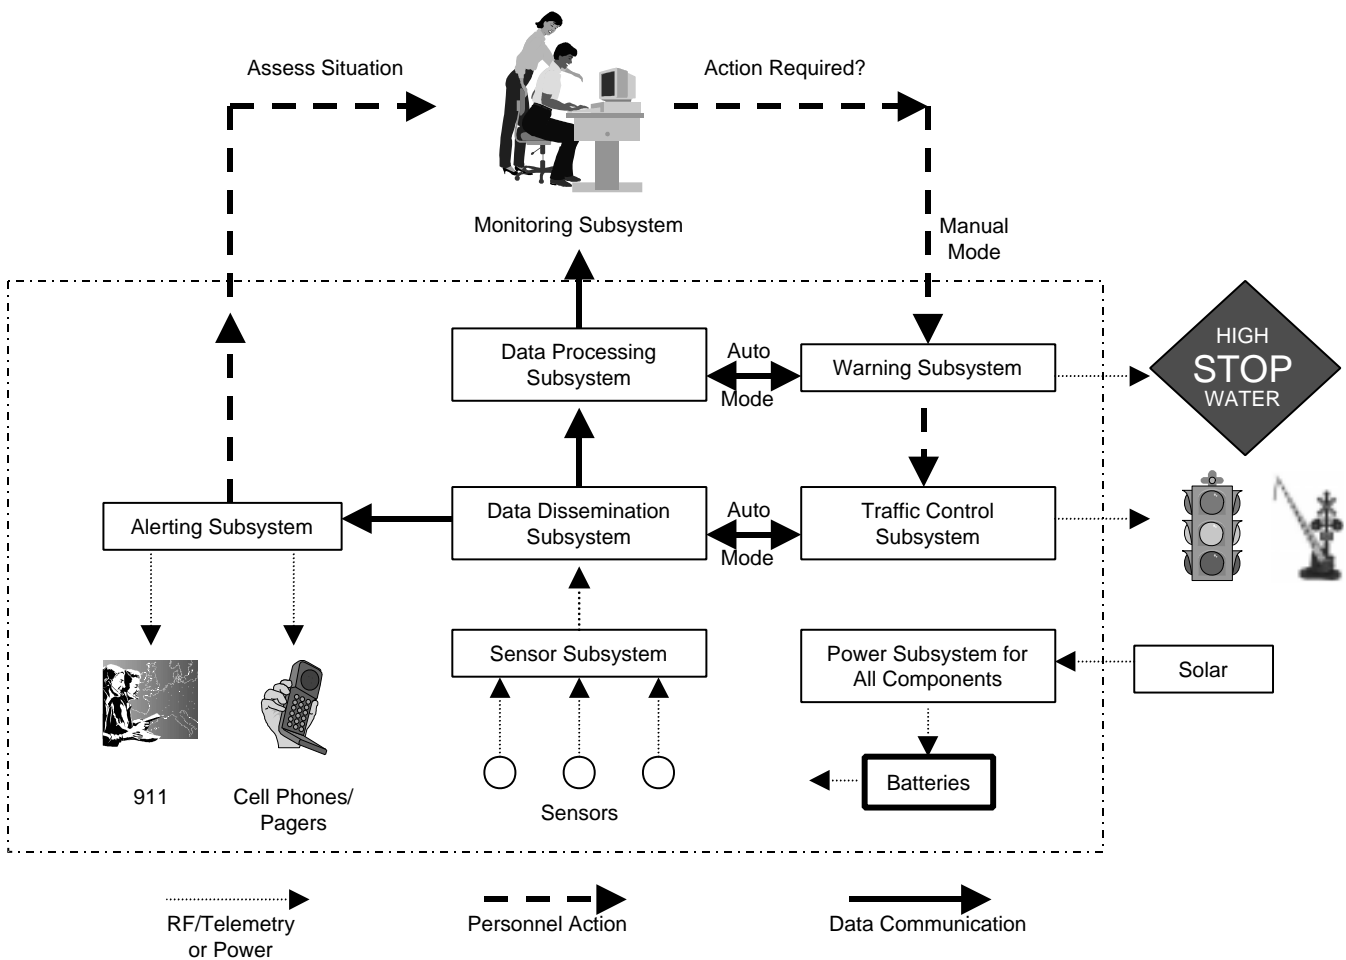 Assess Situation
Action Required?
Monitoring Subsystem
Manual
Mode
Data Processing
Subsystem
Auto
Mode
Warning Subsystem
HIGH
STOP
WATER
Alerting Subsystem
Data Dissemination
Subsystem
Auto
Mode
Traffic Control
Subsystem
Sensor Subsystem
Power Subsystem for
All Components
Solar
Batteries
911
Cell Phones/
Pagers
Sensors
RF/Telemetry
or Power
Personnel Action
Data Communication